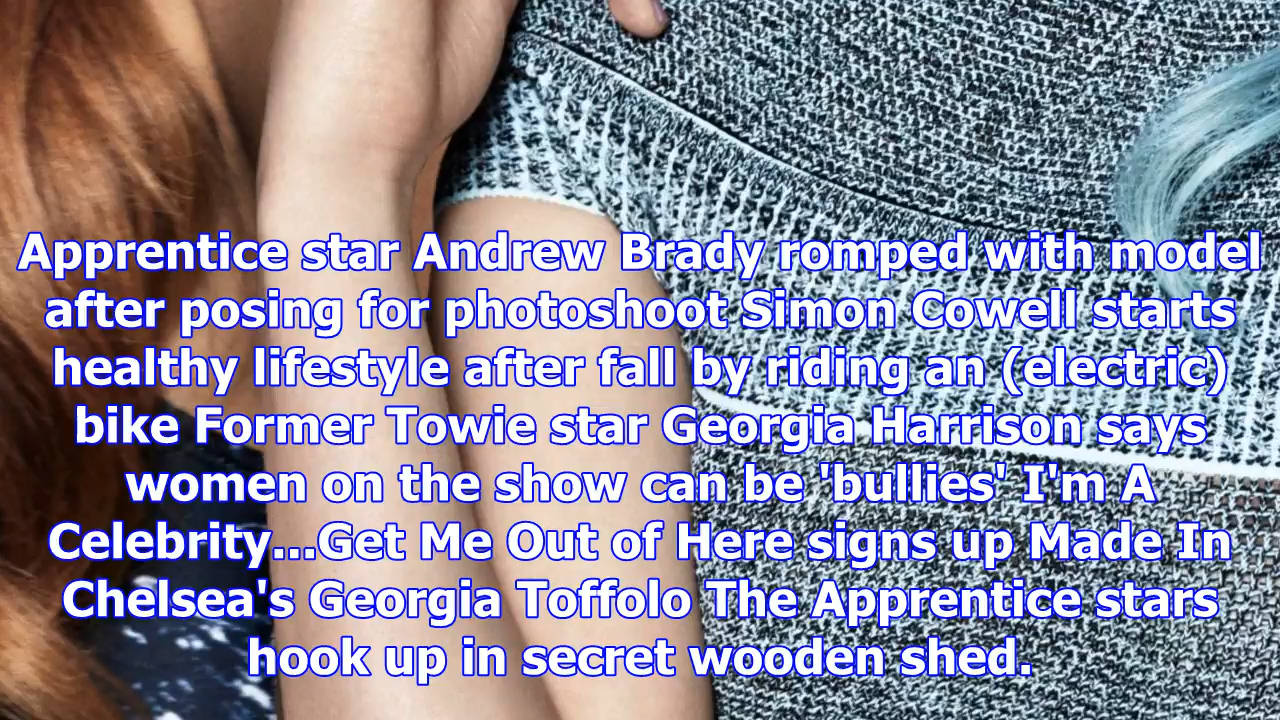 Apprentice star Andrew Brady romped with model
after posing for photoshoot Simon Cowell starts
healthy lifestyle after fall by riding an (electric)
bike Former Towie star Georgia Harrison says
women on the show can be 'bullies' I'm A
Celebrity...Get Me Out of Here signs up Made In
Chelsea's Georgia Toffolo The Apprentice stars
hook up in secret wooden shed.